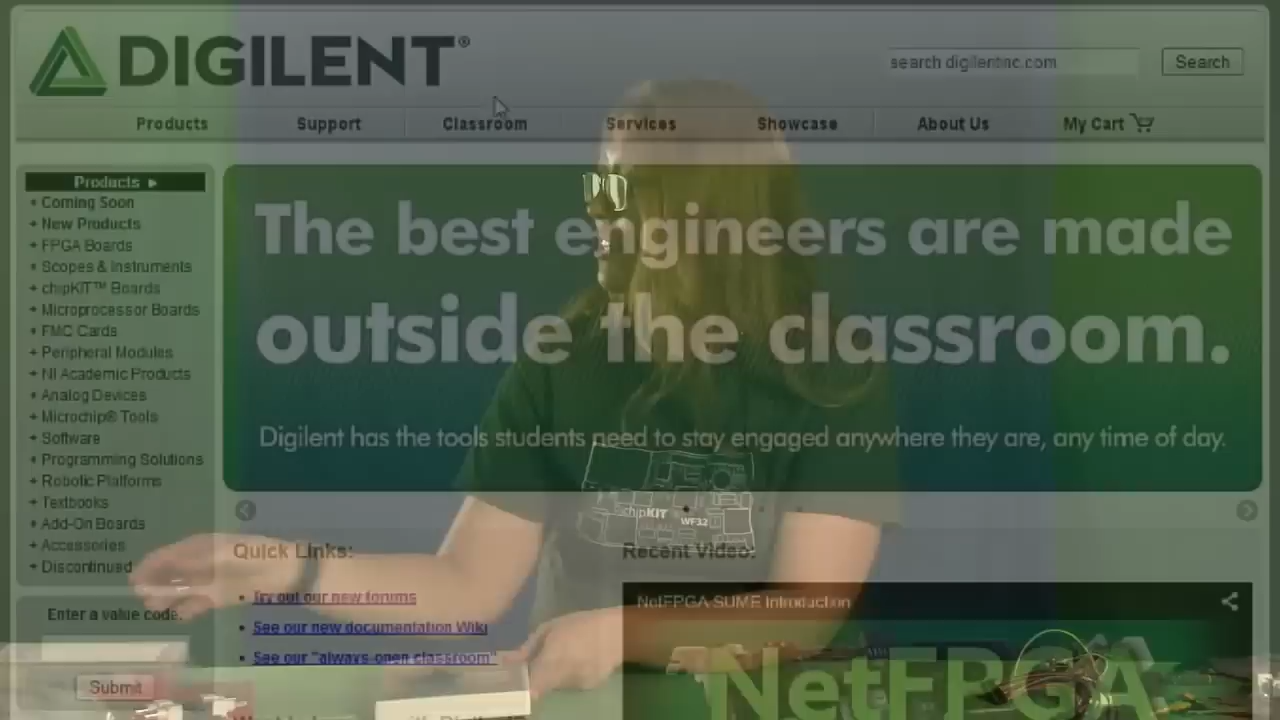 DIGILENT®
search digilentinc.com
Search
Products
Support
Classroom
Services
Showcase
About Us
My Cart
Products
+ Coming Soon
+ New Products
+ FPGA Boards
+ Scopes & Instruments
+ chipKIT™ Boards
+ Microprocessor Boards
+ FMC Cards
+ Peripheral Modules
+ NI Academic Products
+ Analog Devices
+ Microchip® Tools
+ Software
+ Programming Solutions
+ Robotic Platforms
+ Textbooks
+ Add-On Boards
+ Accessories
+ Discontinued
Enter a value code:
Submit
The best engineers are made
outside the classroom.
Digilent has the tools students need to stay engaged anywhere they are, any time of day.
chipKIT
WF32
Quick Links:
• Try out our new forums
• See our new documentation Wiki
• See our "always-open classroom"
Recent Video:
NetFPGA-SUME Introduction
NetFPGA